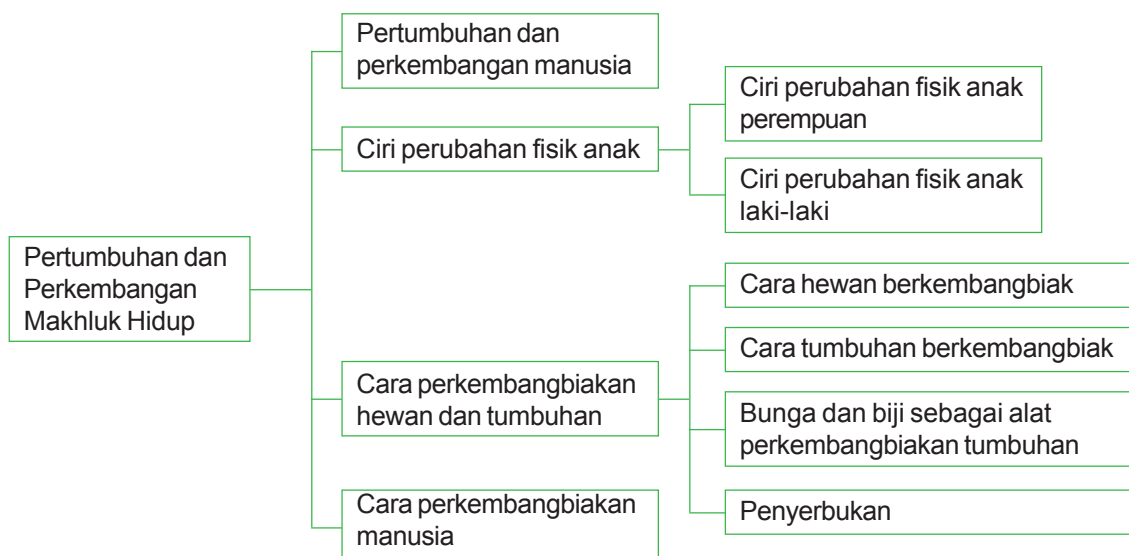 Pertumbuhan dan
Perkembangan
Makhluk Hidup
Pertumbuhan dan
perkembangan manusia
Ciri perubahan fisik anak
Ciri perubahan fisik anak
perempuan
Ciri perubahan fisik anak
laki-laki
Cara perkembangbiakan
hewan dan tumbuhan
Cara hewan berkembangbiak
Cara tumbuhan berkembangbiak
Bunga dan biji sebagai alat
perkembangbiakan tumbuhan
Penyerbukan
Cara perkembangbiakan
manusia